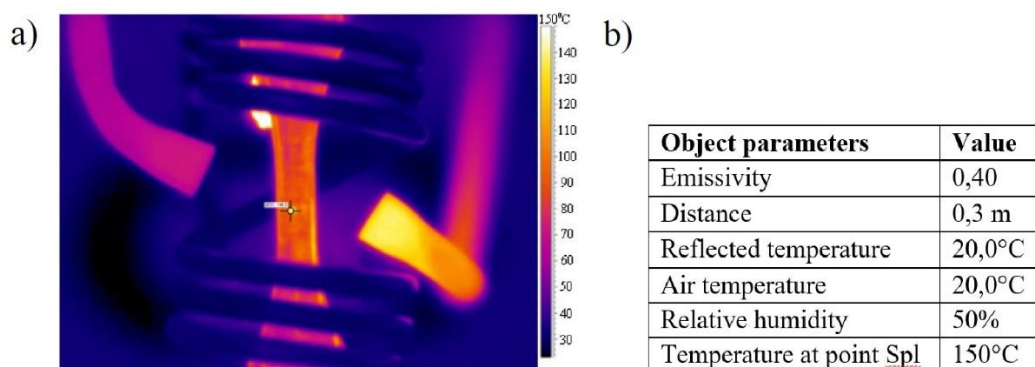 a)
150°C
140
130
120
110
100
90
80
70
60
50
40
30
b)
Object parameters Value
Emissivity 0,40
Distance 0,3 m
Reflected temperature 20,0°C
Air temperature 20,0°C
Relative humidity 50%
Temperature at point Spl 150°C